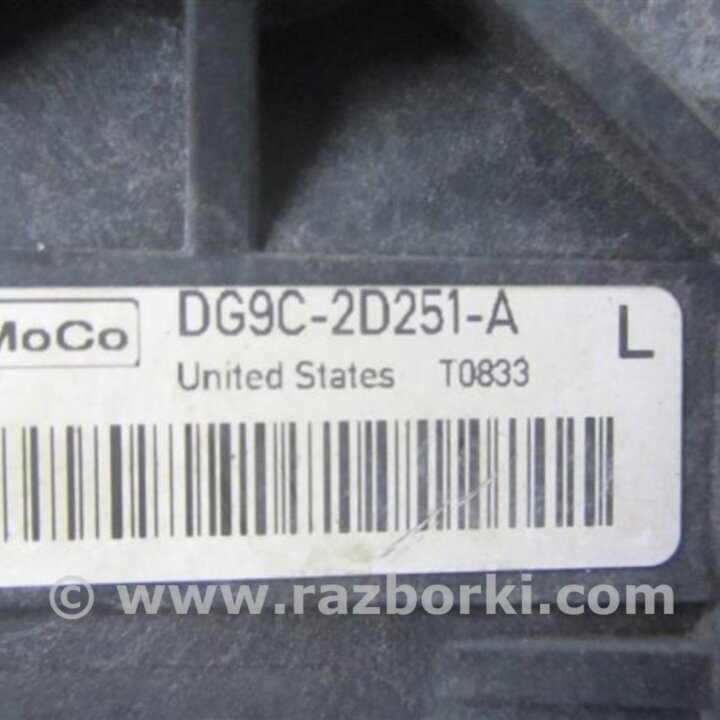 MoCo DG9C-2D251-A L
United States T0833
© www.razborki.com